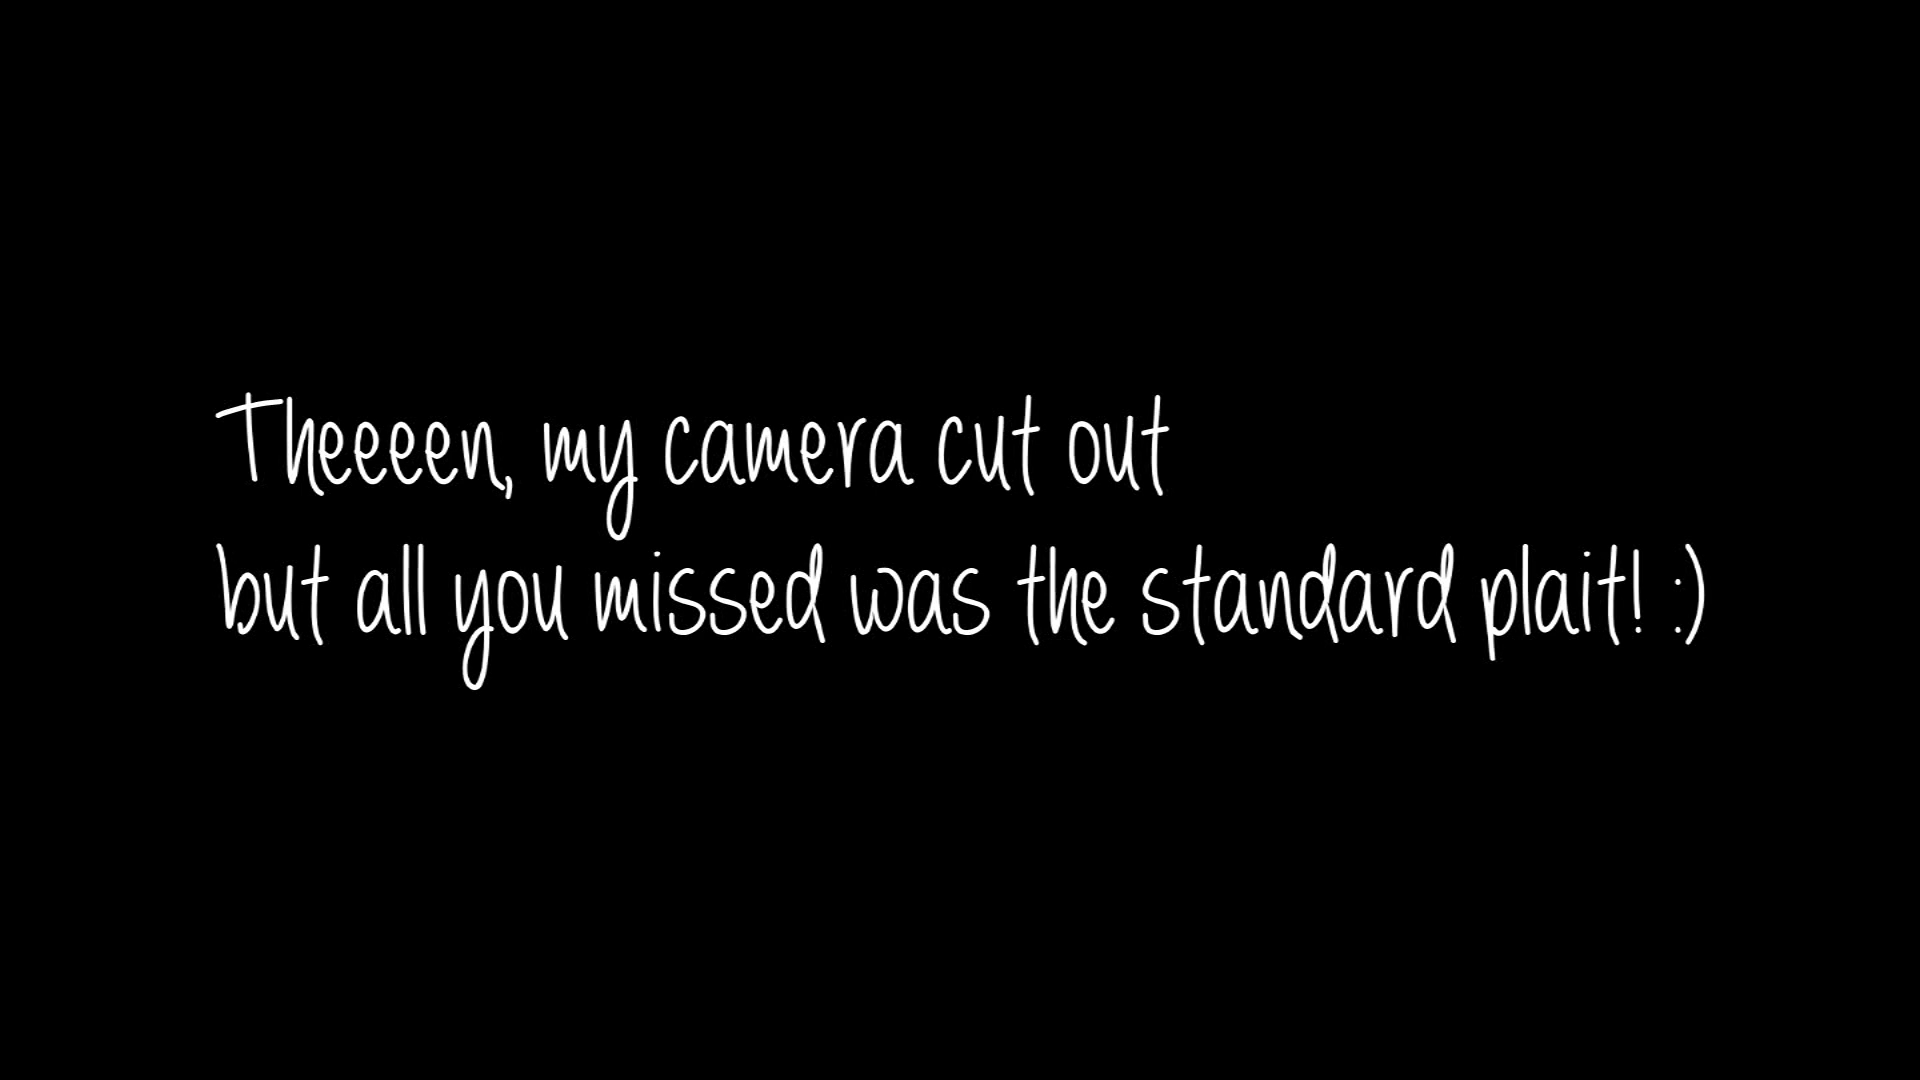 Theeeen, my camera cut out
but all you missed was the standard plait! :)